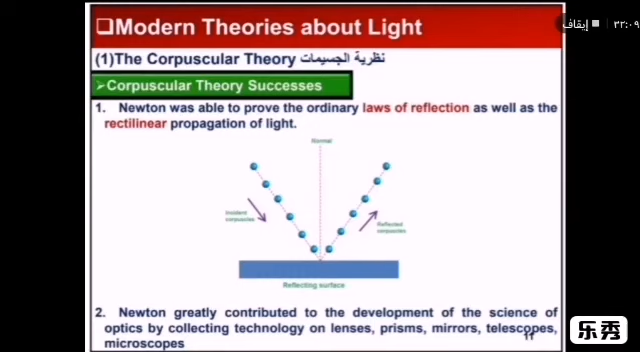 إيقاف ٣٢:٠٩
❑Modern Theories about Light
(1)The Corpuscular Theory نظرية الجسيمات
➢Corpuscular Theory Successes
1. Newton was able to prove the ordinary laws of reflection as well as the
rectilinear propagation of light.
Normal
Incident
corpuscles
Reflected
corpuscles
Reflecting surface
2. Newton greatly contributed to the development of the science of
optics by collecting technology on lenses, prisms, mirrors, telescopes,
microscopes
11
乐秀